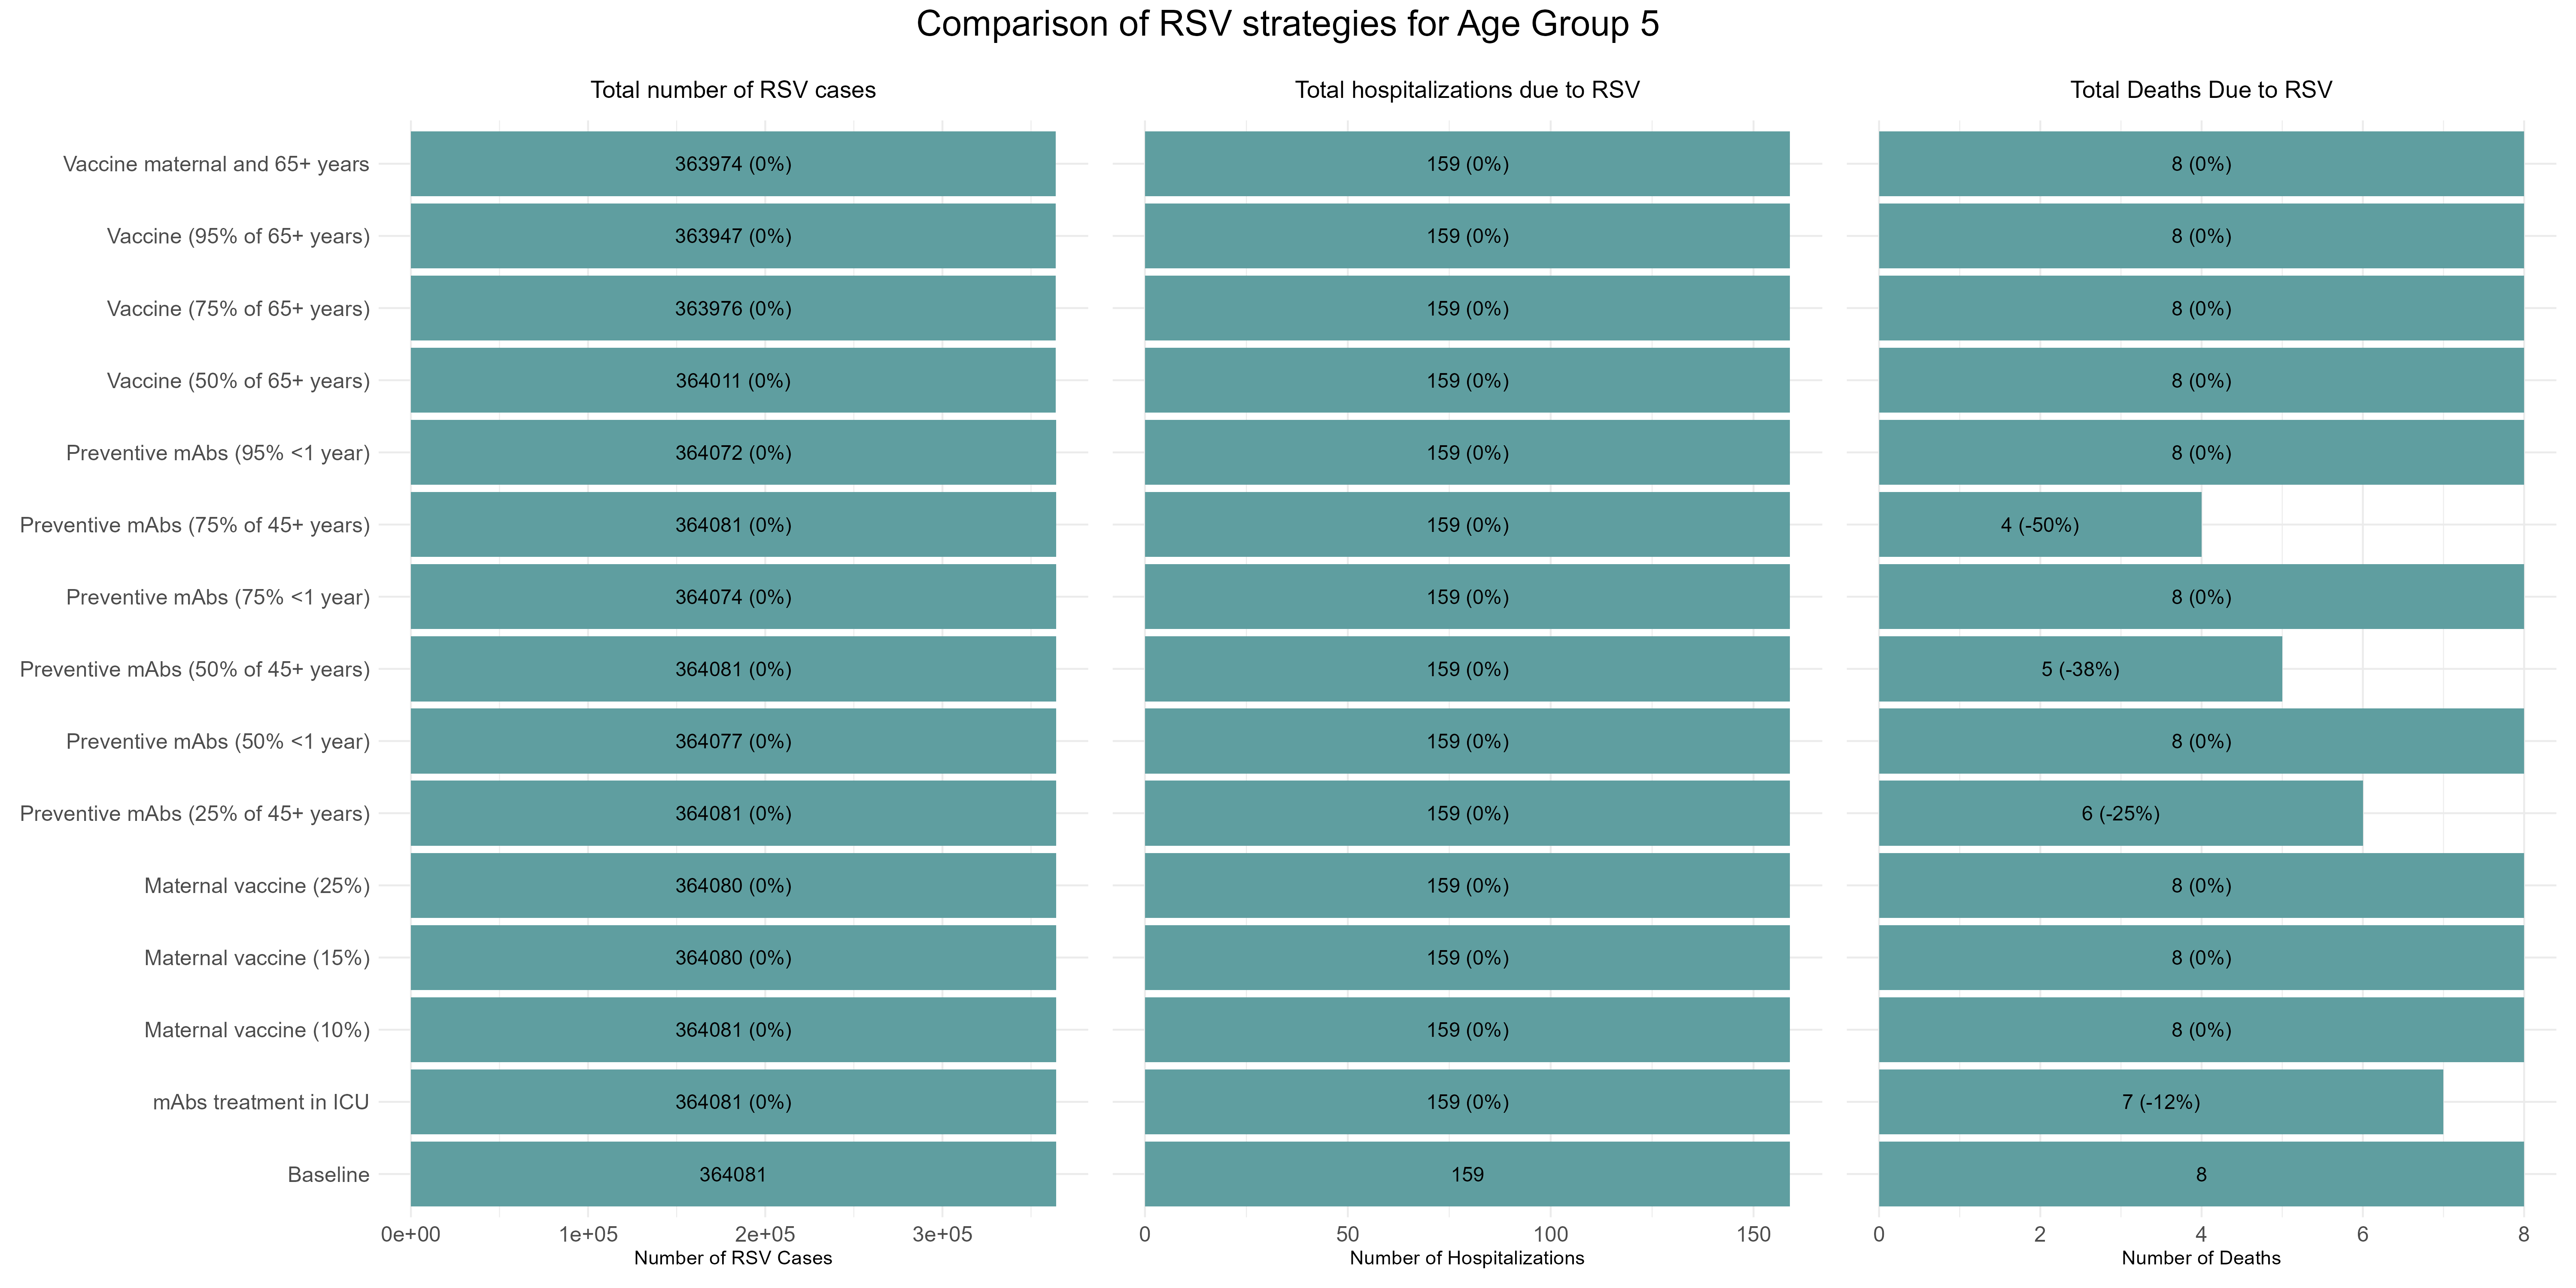 Comparison of RSV strategies for Age Group 5
Total number of RSV cases
Total hospitalizations due to RSV
Total Deaths Due to RSV
Vaccine maternal and 65+ years 363974 (0%) 159 (0%) 8 (0%)
Vaccine (95% of 65+ years) 363947 (0%) 159 (0%) 8 (0%)
Vaccine (75% of 65+ years) 363976 (0%) 159 (0%) 8 (0%)
Vaccine (50% of 65+ years) 364011 (0%) 159 (0%) 8 (0%)
Preventive mAbs (95% <1 year) 364072 (0%) 159 (0%) 8 (0%)
Preventive mAbs (75% of 45+ years) 364081 (0%) 159 (0%) 4 (-50%)
Preventive mAbs (75% <1 year) 364074 (0%) 159 (0%) 8 (0%)
Preventive mAbs (50% of 45+ years) 364081 (0%) 159 (0%) 5 (-38%)
Preventive mAbs (50% <1 year) 364077 (0%) 159 (0%) 8 (0%)
Preventive mAbs (25% of 45+ years) 364081 (0%) 159 (0%) 6 (-25%)
Maternal vaccine (25%) 364080 (0%) 159 (0%) 8 (0%)
Maternal vaccine (15%) 364080 (0%) 159 (0%) 8 (0%)
Maternal vaccine (10%) 364081 (0%) 159 (0%) 8 (0%)
mAbs treatment in ICU 364081 (0%) 159 (0%) 7 (-12%)
Baseline 364081 159 8
0e+00 1e+05 2e+05 3e+05 0 50 100 150 0 2 4 6 8
Number of RSV Cases
Number of Hospitalizations
Number of Deaths